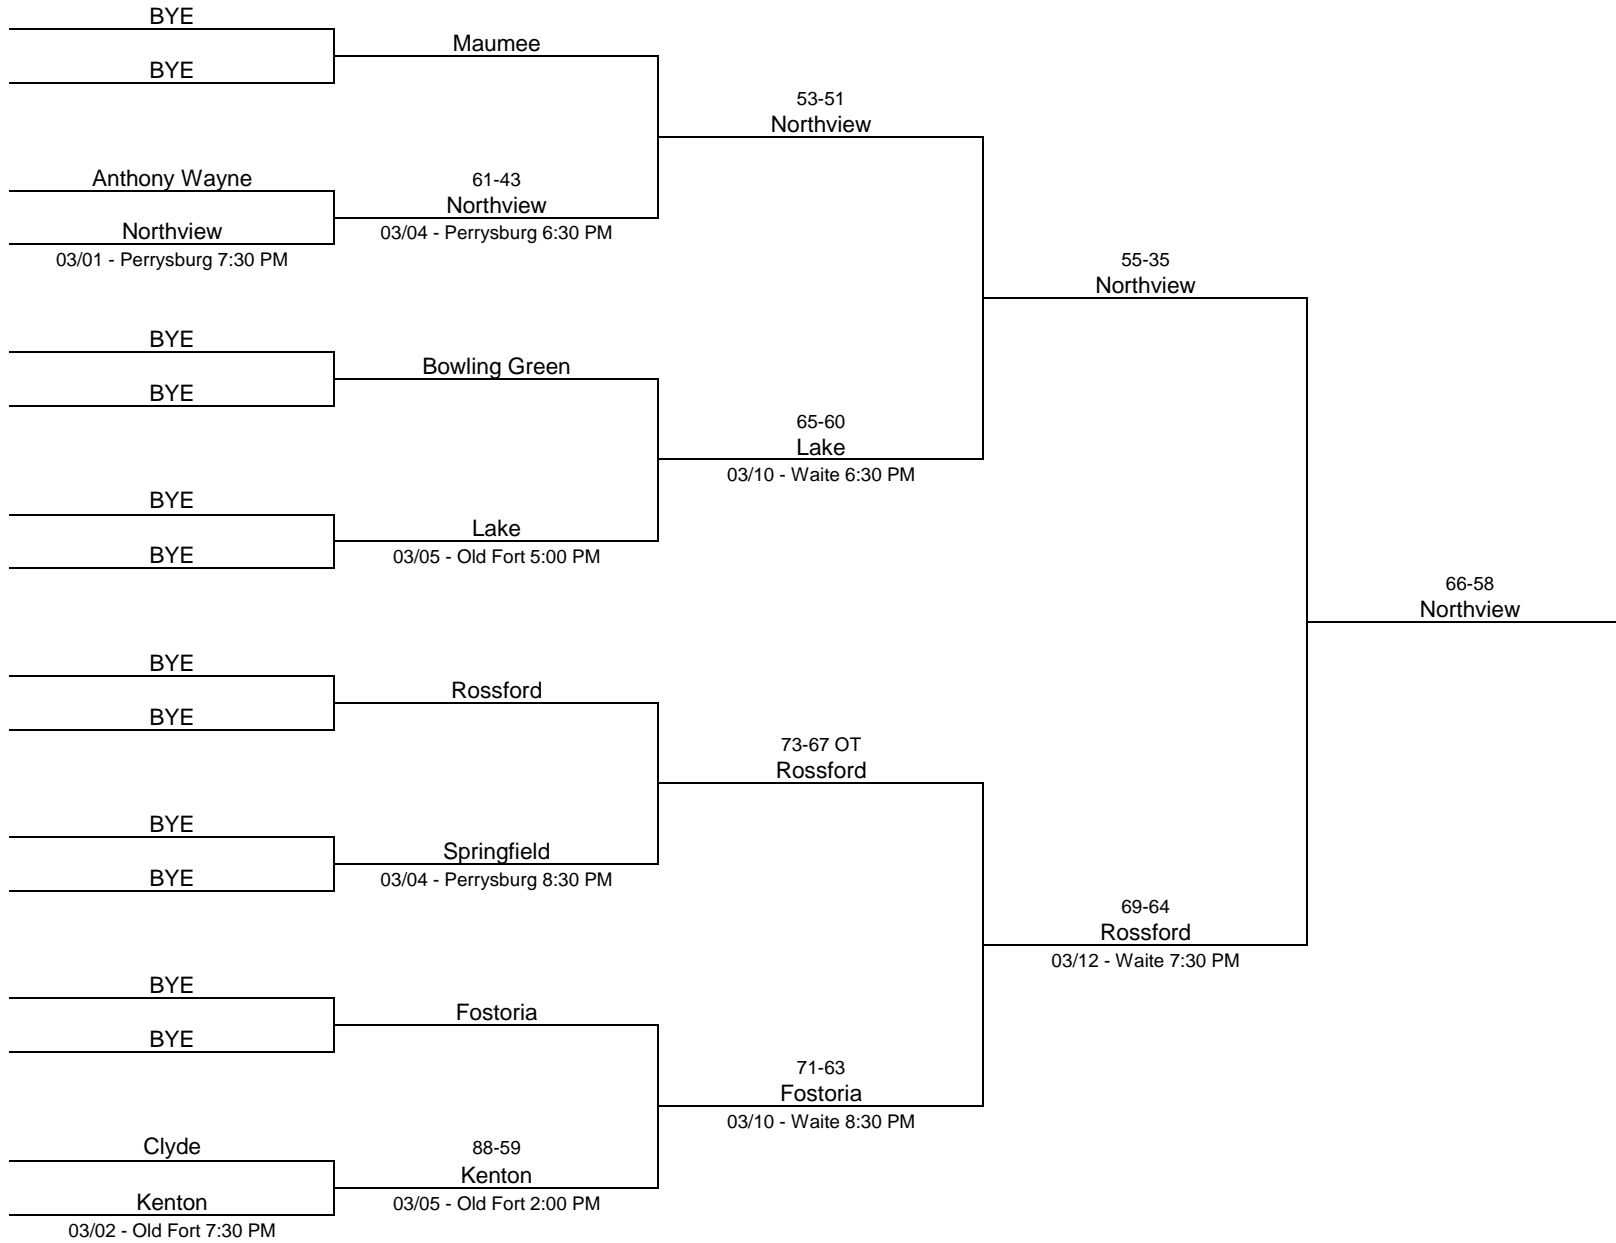 BYE
BYE
Maumee
53-51
Northview
Anthony Wayne
Northview
03/01 - Perrysburg 7:30 PM
61-43
Northview
03/04 - Perrysburg 6:30 PM
55-35
Northview
BYE
BYE
Bowling Green
65-60
Lake
03/10 - Waite 6:30 PM
BYE
BYE
Lake
03/05 - Old Fort 5:00 PM
66-58
Northview
BYE
BYE
Rossford
73-67 OT
Rossford
BYE
BYE
Springfield
03/04 - Perrysburg 8:30 PM
69-64
Rossford
03/12 - Waite 7:30 PM
BYE
BYE
Fostoria
71-63
Fostoria
03/10 - Waite 8:30 PM
Clyde
Kenton
03/02 - Old Fort 7:30 PM
88-59
Kenton
03/05 - Old Fort 2:00 PM